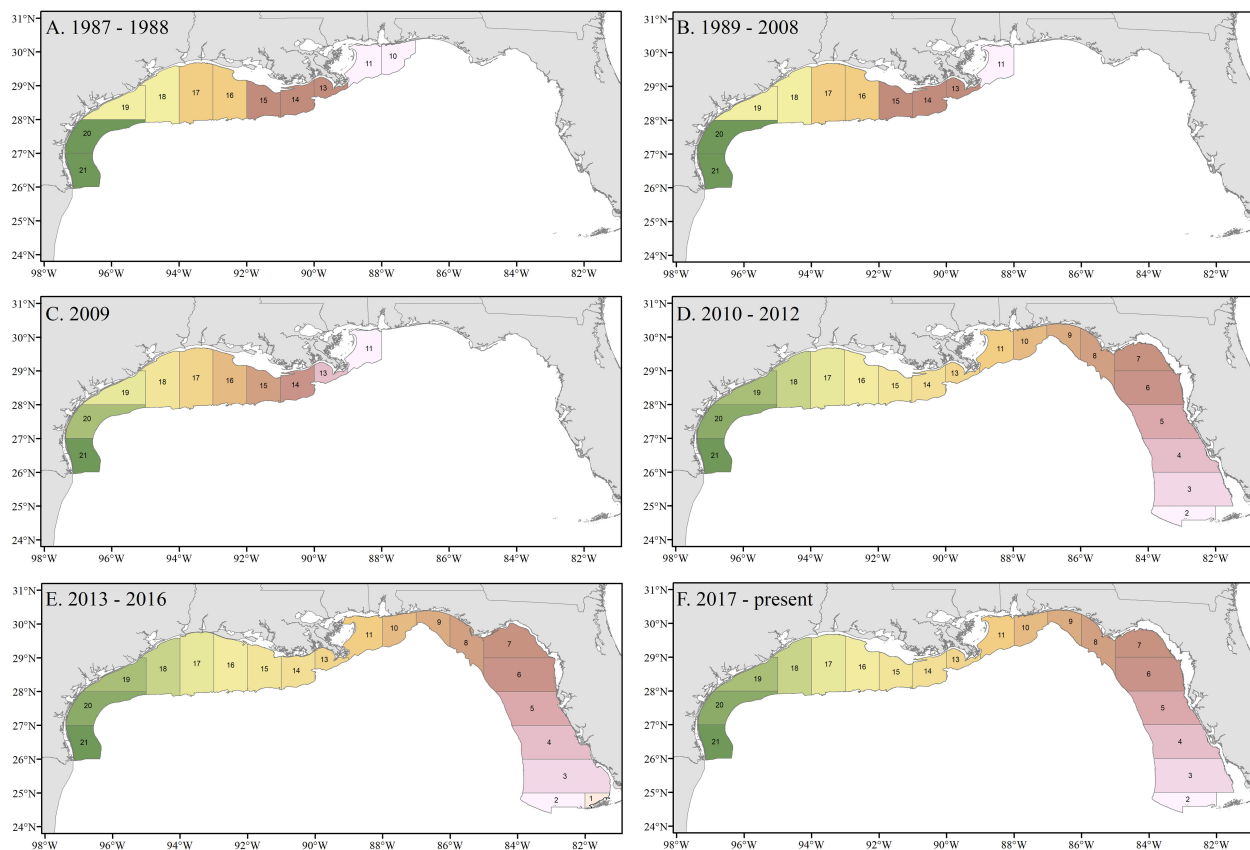 A. 1987 - 1988
31°N
30°N
29°N
28°N
27°N
26°N
25°N
24°N
11 10
13
18 17 16 15 14
19
20
21
98°W 96°W 94°W 92°W 90°W 88°W 86°W 84°W 82°W
B. 1989 - 2008
31°N
30°N
29°N
28°N
27°N
26°N
25°N
24°N
11
13
18 17 16 15 14
19
20
21
98°W 96°W 94°W 92°W 90°W 88°W 86°W 84°W 82°W
C. 2009
31°N
30°N
29°N
28°N
27°N
26°N
25°N
24°N
11
13
18 17 16 15 14
19
20
21
98°W 96°W 94°W 92°W 90°W 88°W 86°W 84°W 82°W
D. 2010 - 2012
31°N
30°N
29°N
28°N
27°N
26°N
25°N
24°N
11 10 9
8 7
13
18 17 16 15 14
19 6
20 5
21 4
3
2
98°W 96°W 94°W 92°W 90°W 88°W 86°W 84°W 82°W
E. 2013 - 2016
31°N
30°N
29°N
28°N
27°N
26°N
25°N
24°N
11 10 9
8 7
13
18 17 16 15 14
19 6
20 5
21 4
3
2 1
98°W 96°W 94°W 92°W 90°W 88°W 86°W 84°W 82°W
F. 2017 - present
31°N
30°N
29°N
28°N
27°N
26°N
25°N
24°N
11 10 9
8 7
13
18 17 16 15 14
19 6
20 5
21 4
3
2
98°W 96°W 94°W 92°W 90°W 88°W 86°W 84°W 82°W